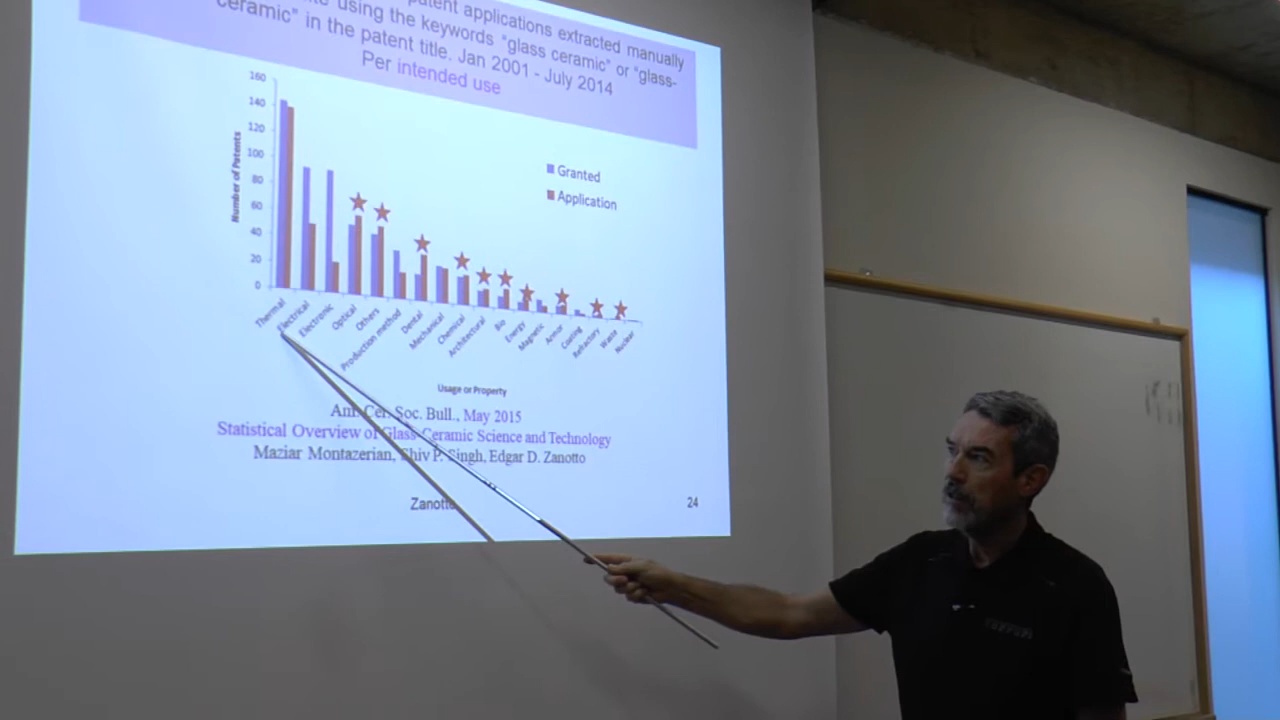 patent applications extracted manually
using the keywords "glass ceramic" or "glass-
ceramic" in the patent title. Jan 2001 - July 2014
Per intended use
160
140
120
100
80
60
40
20
0
Number of Patents
Granted
Application
Thermal
Electrical
Electronic
Optical
Others
Production method
Dental
Mechanical
Chemical
Architectural
Bio
Energy
Magnetic
Armor
Coating
Refractory
Waste
Nuclear
Usage or Property
Am. Cer. Soc. Bull., May 2015
Statistical Overview of Glass-Ceramic Science and Technology
Maziar Montazerian, Shiv P. Singh, Edgar D. Zanotto
Zanotto
24